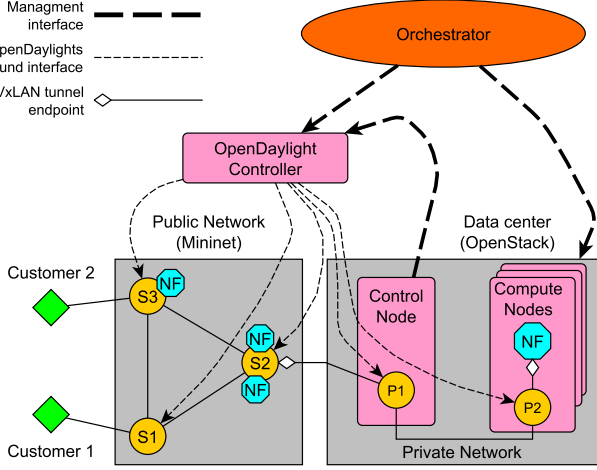 Managment
interface
penDaylights
und interface
VxLAN tunnel
endpoint
Orchestrator
OpenDaylight
Controller
Public Network
(Mininet)
Data center
(OpenStack)
Customer 2
Customer 1
S3
NF
NF
S2
NF
S1
Control
Node
P1
Compute
Nodes
NF
P2
Private Network